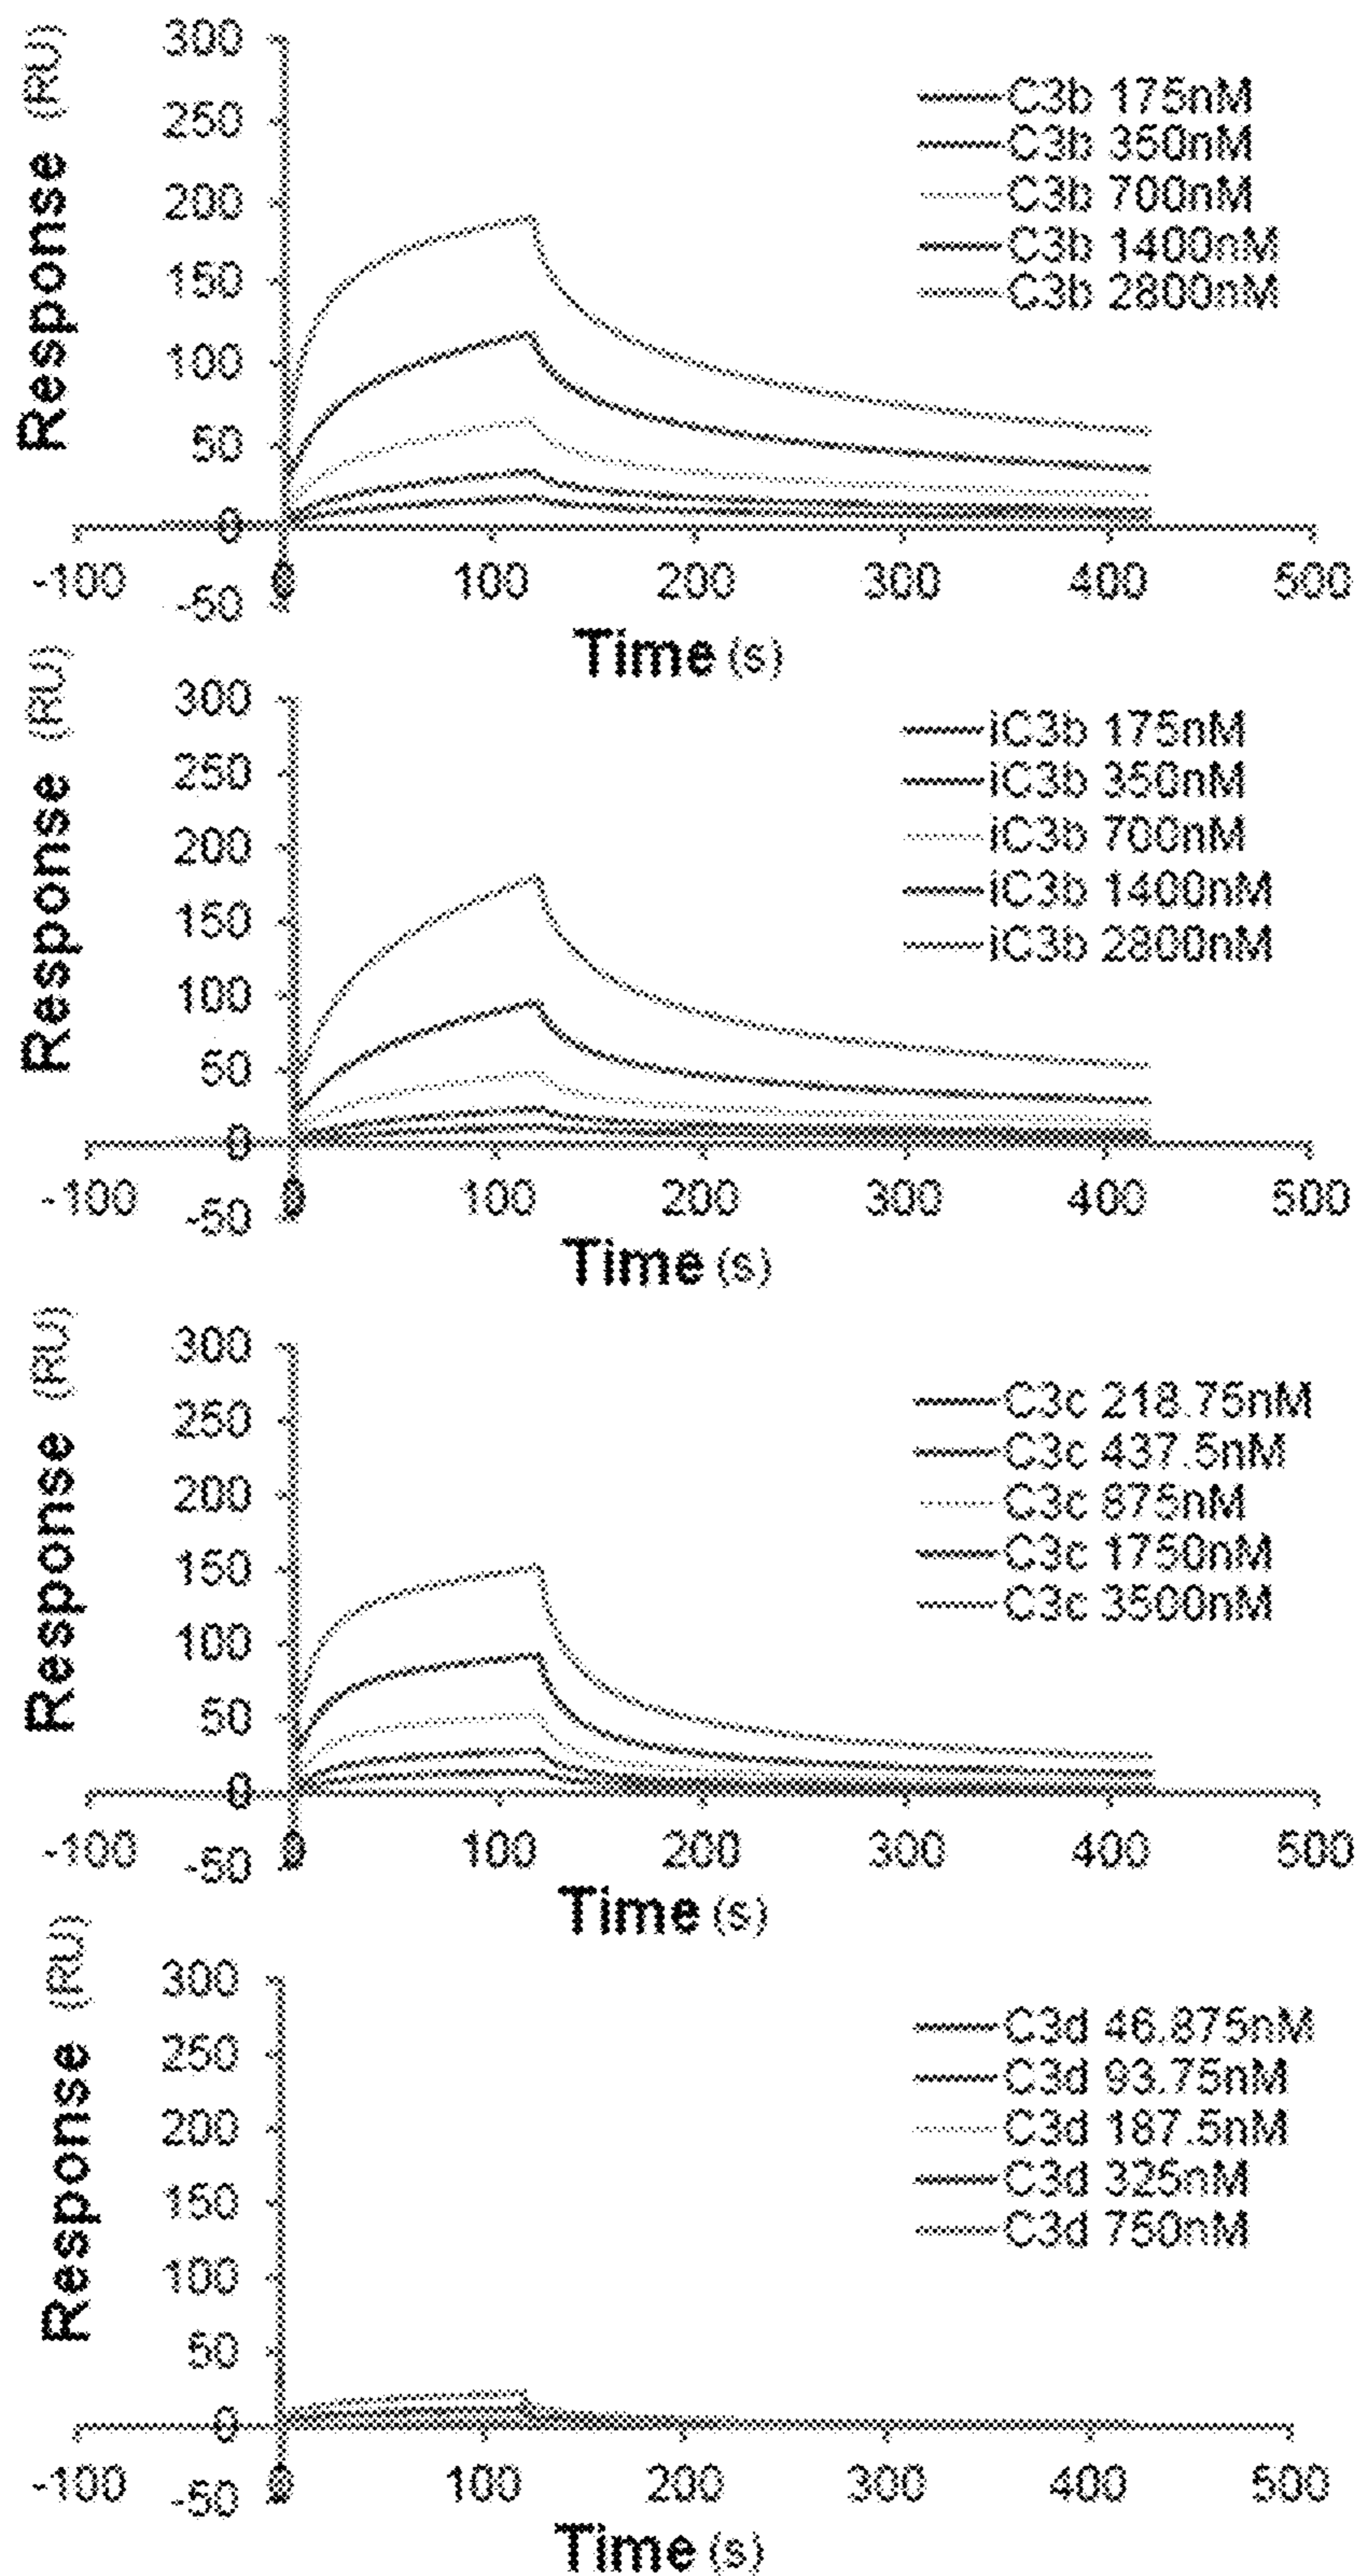 Response (RU)
300
250
200
150
100
50
0
-50
C3b 175nM
C3b 350nM
C3b 700nM
C3b 1400nM
C3b 2800nM
-100 0 100 200 300 400 500
Time (s)
Response (RU)
300
250
200
150
100
50
0
-50
iC3b 175nM
iC3b 350nM
iC3b 700nM
iC3b 1400nM
iC3b 2800nM
-100 0 100 200 300 400 500
Time (s)
Response (RU)
300
250
200
150
100
50
0
-50
C3c 218.75nM
C3c 437.5nM
C3c 875nM
C3c 1750nM
C3c 3500nM
-100 0 100 200 300 400 500
Time (s)
Response (RU)
300
250
200
150
100
50
0
-50
C3d 46.875nM
C3d 93.75nM
C3d 187.5nM
C3d 325nM
C3d 750nM
-100 0 100 200 300 400 500
Time (s)